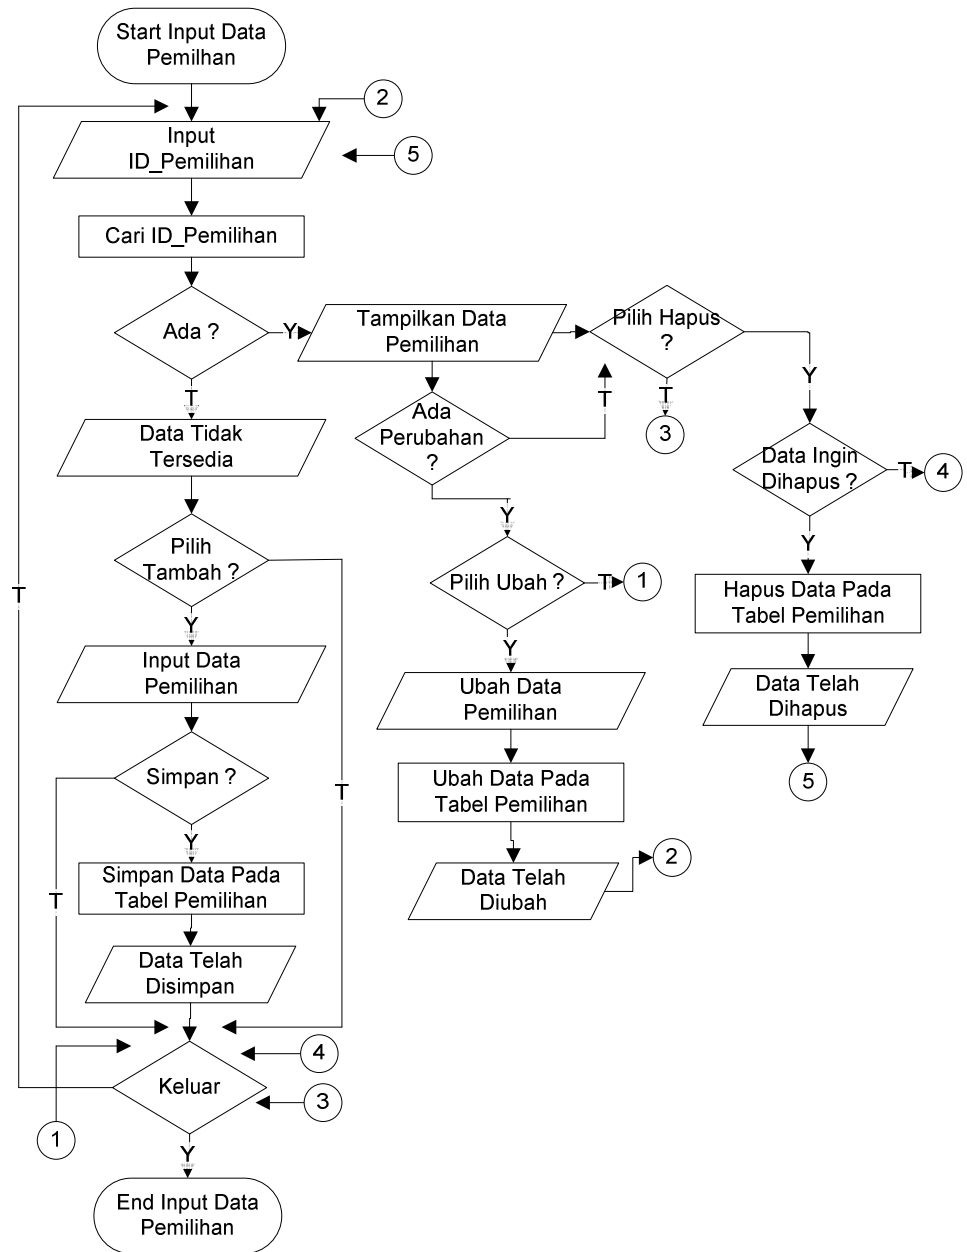 Start Input Data
Pemilhan
2
Input
ID_Pemilihan
5
Cari ID_Pemilihan
Ada ?
Y
Tampilkan Data
Pemilihan
Pilih Hapus
?
Y
T
T
T
3
Ada
Perubahan
?
Data Tidak
Tersedia
Data Ingin
Dihapus ?
T
4
Y
Y
Pilih
Tambah ?
Pilih Ubah ?
T
1
T
Hapus Data Pada
Tabel Pemilihan
Y
Y
Input Data
Pemilihan
Ubah Data
Pemilihan
Data Telah
Dihapus
Simpan ?
T
Ubah Data Pada
Tabel Pemilihan
5
Y
Simpan Data Pada
Tabel Pemilihan
T
Data Telah
Diubah
2
Data Telah
Disimpan
4
Keluar
3
1
Y
End Input Data
Pemilihan